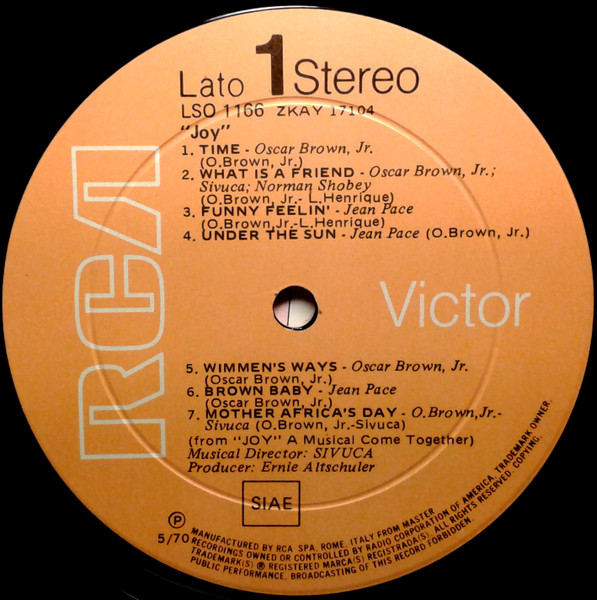 Lato 1 Stereo
LSO 1166 ZKAY 17104
"Joy"
1. TIME - Oscar Brown, Jr.
(O.Brown, Jr.)
2. WHAT IS A FRIEND - Oscar Brown, Jr.;
Sivuca; Norman Shobey
(O.Brown, Jr.- L.Henrique)
3. FUNNY FEELIN' - Jean Pace
(O.Brown,Jr.-L.Henrique)
4. UNDER THE SUN - Jean Pace (O.Brown, Jr.)
RCA
Victor
5. WIMMEN'S WAYS - Oscar Brown, Jr.
(Oscar Brown, Jr.)
6. BROWN BABY - Jean Pace
(Oscar Brown, Jr.)
7. MOTHER AFRICA'S DAY - O.Brown,Jr.-
Sivuca (O.Brown, Jr.-Sivuca)
(from "JOY" A Musical Come Together)
Musical Director: SIVUCA
Producer: Ernie Altschuler
SIAE
Ⓟ
5/70
MANUFACTURED BY RCA SPA, ROME, ITALY FROM MASTER
RECORDINGS OWNED OR CONTROLLED BY RADIO CORPORATION OF AMERICA. TRADEMARK OWNER.
TRADEMARK(S) ® REGISTERED MARCA(S) REGISTRADA(S). ALL RIGHTS RESERVED. COPYING,
PUBLIC PERFORMANCE, BROADCASTING OF THIS RECORD FORBIDDEN.